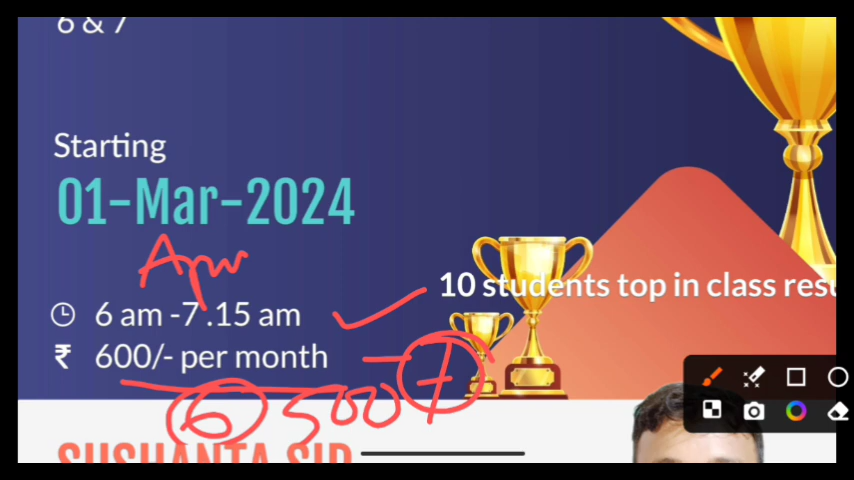 6 & 7
Starting
01-Mar-2024
Apr
6 am -7.15 am
10 students top in class resu
₹ 600/- per month
7
6 500
SUSHANTA SIR